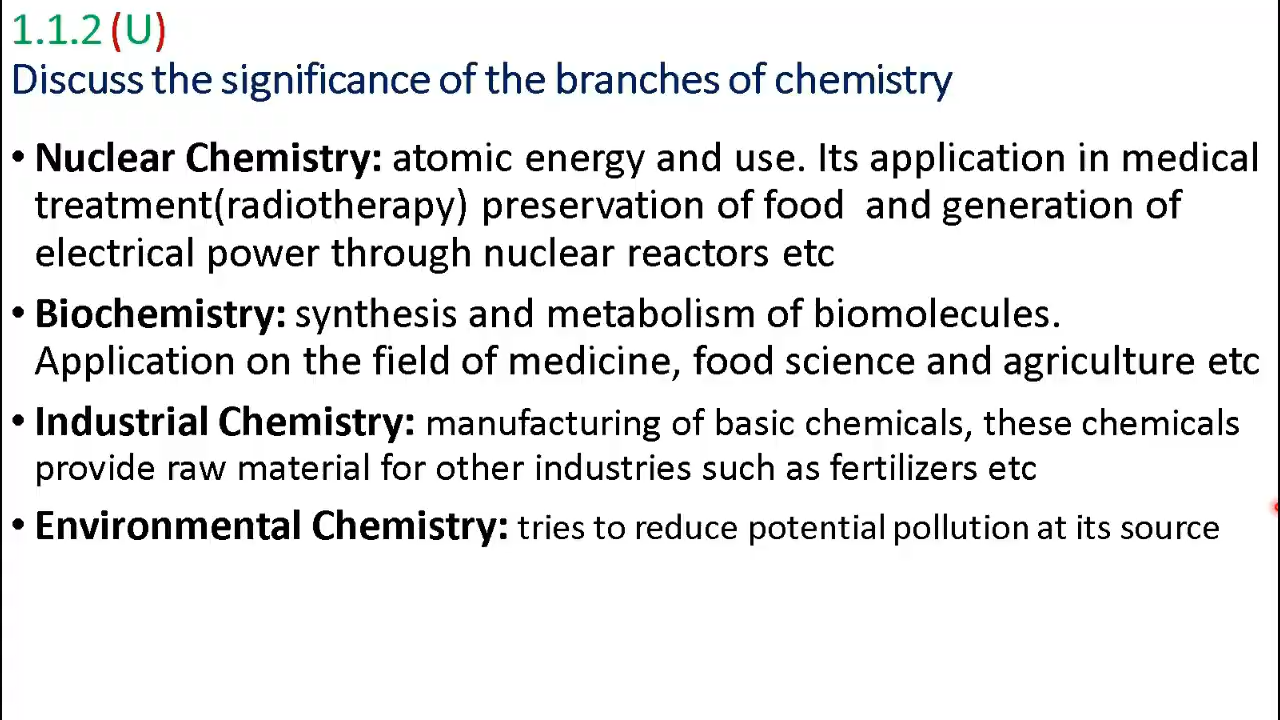 1.1.2 (U)
Discuss the significance of the branches of chemistry
• Nuclear Chemistry: atomic energy and use. Its application in medical
treatment(radiotherapy) preservation of food  and generation of
electrical power through nuclear reactors etc
• Biochemistry: synthesis and metabolism of biomolecules.
Application on the field of medicine, food science and agriculture etc
• Industrial Chemistry: manufacturing of basic chemicals, these chemicals
provide raw material for other industries such as fertilizers etc
• Environmental Chemistry: tries to reduce potential pollution at its source